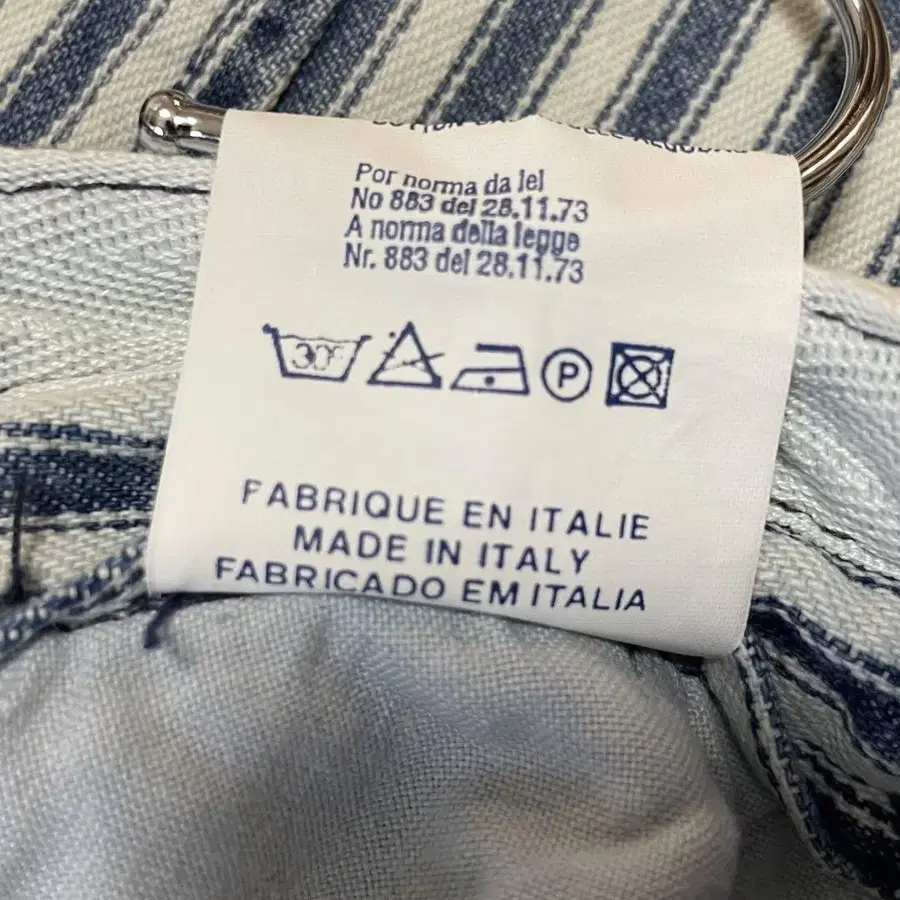 Por norma da lei
No 883 del 28.11.73
A norma della legge
Nr. 883 del 28.11.73
30°
P
FABRIQUE EN ITALIE
MADE IN ITALY
FABRICADO EM ITALIA